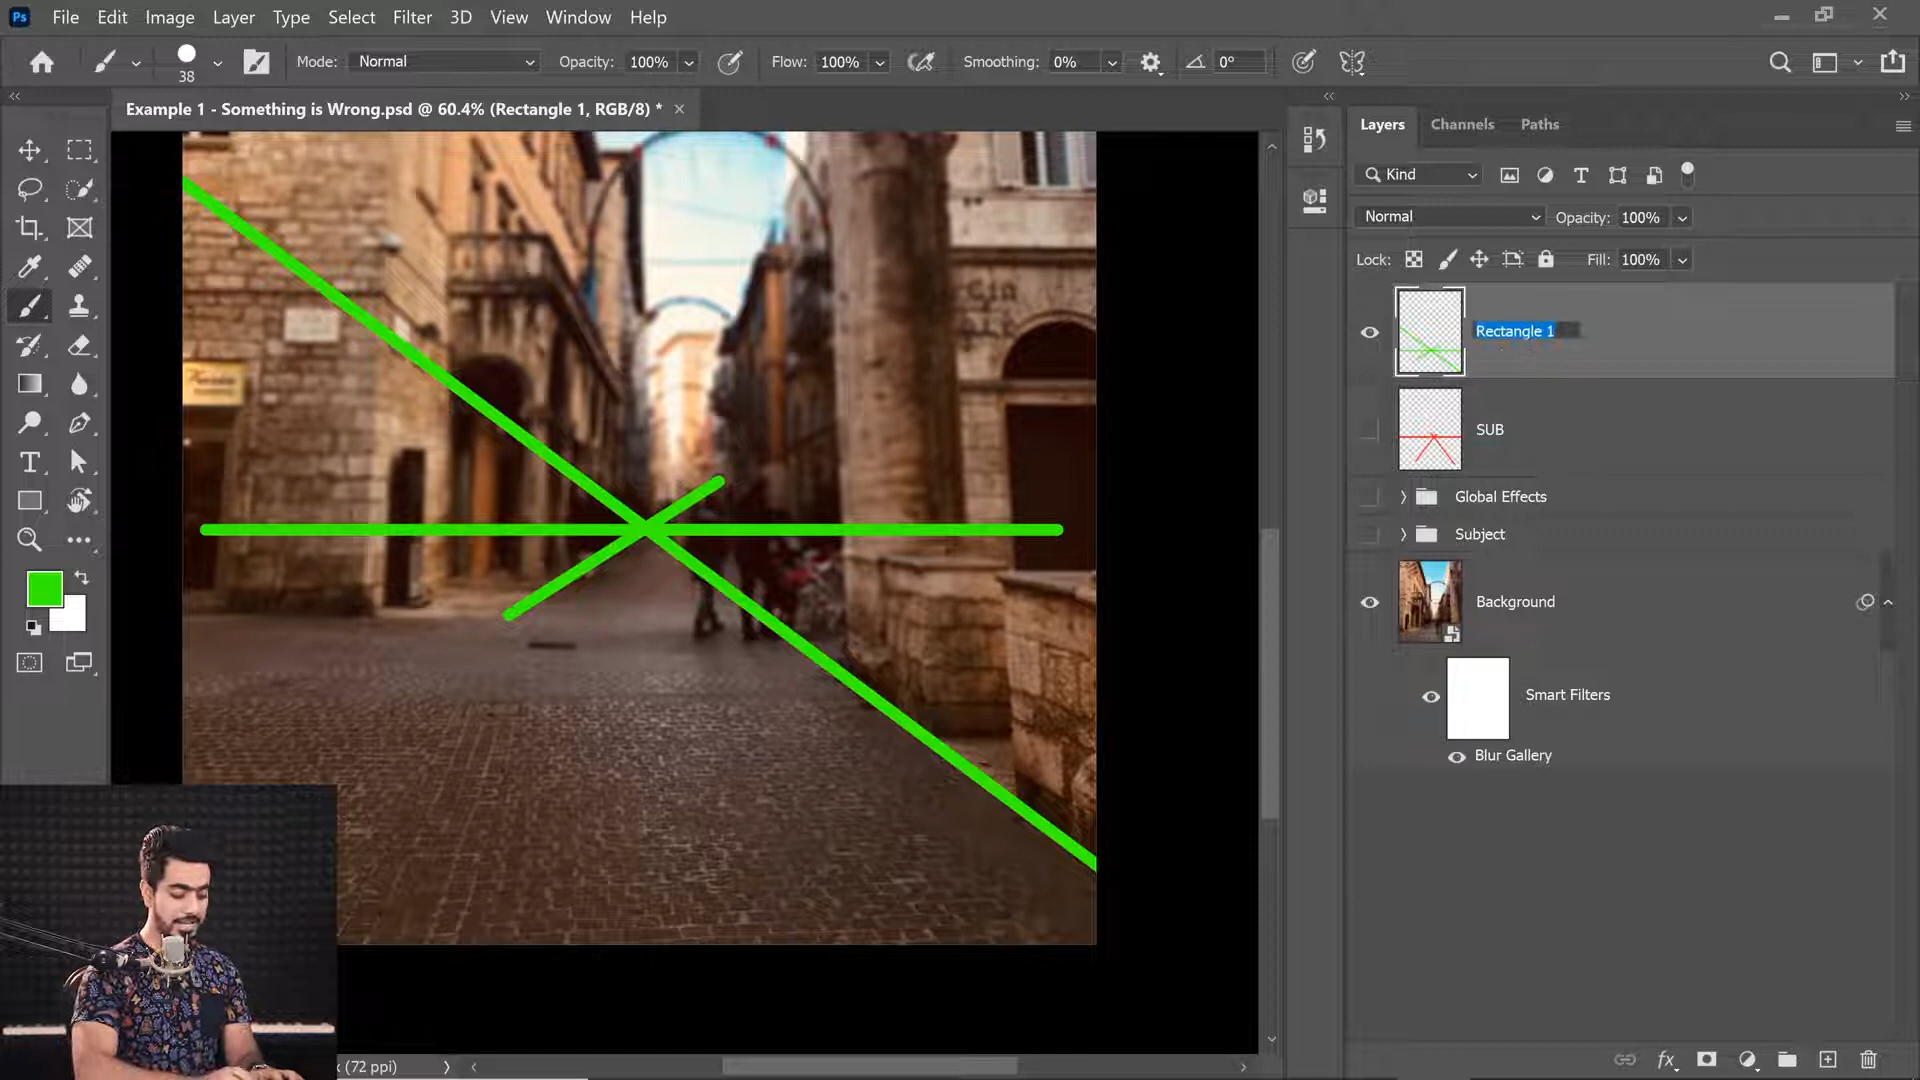 Ps File Edit Image Layer Type Select Filter 3D View Window Help
38 Mode: Normal Opacity: 100% Flow: 100% Smoothing: 0% 0°
Example 1 - Something is Wrong.psd @ 60.4% (Rectangle 1, RGB/8) *
Layers Channels Paths
Kind
Normal Opacity: 100%
Lock: Fill: 100%
Rectangle 1
SUB
Global Effects
Subject
Background
Smart Filters
Blur Gallery
(72 ppi)
fx